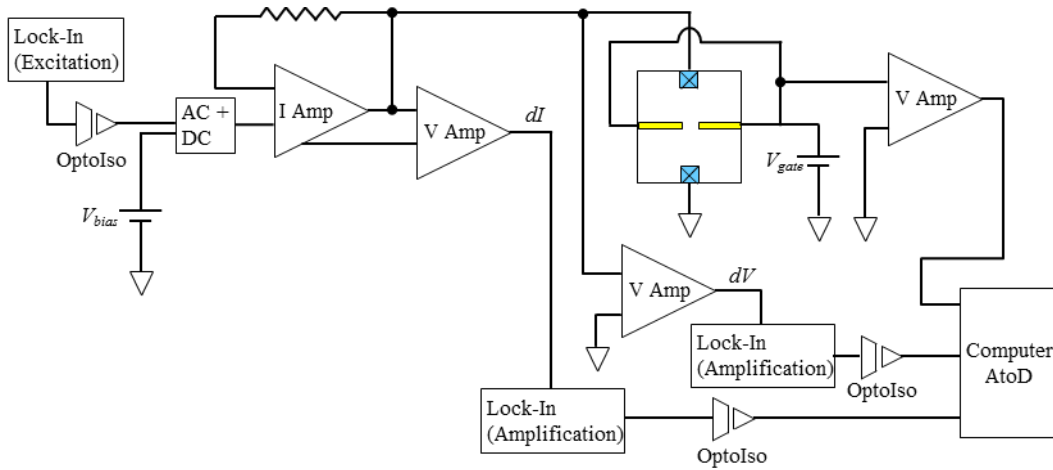 Lock-In
(Excitation)
OptoIso
AC +
DC
I Amp
V Amp
dI
V Amp
V_gate
V_bias
V Amp
dV
Lock-In
(Amplification)
OptoIso
Computer
AtoD
Lock-In
(Amplification)
OptoIso